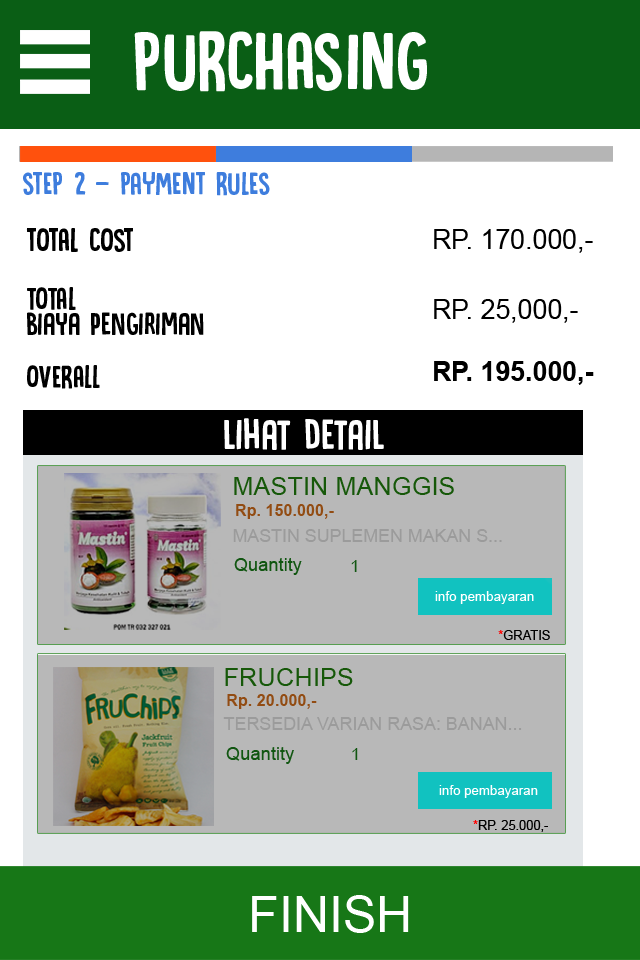 PURCHASING
STEP 2 – PAYMENT RULES
TOTAL COST RP. 170.000,-
TOTAL
BIAYA PENGIRIMAN RP. 25,000,-
OVERALL RP. 195.000,-
LIHAT DETAIL
MASTIN MANGGIS
Rp. 150.000,-
MASTIN SUPLEMEN MAKAN S...
Quantity 1
info pembayaran
*GRATIS
Mastin
Mastin
POM TR 032 327 021
FRUCHIPS
Rp. 20.000,-
TERSEDIA VARIAN RASA: BANAN...
Quantity 1
info pembayaran
*RP. 25.000,-
FRUCHIPS
Jackfruit
Fruit Chips
FINISH